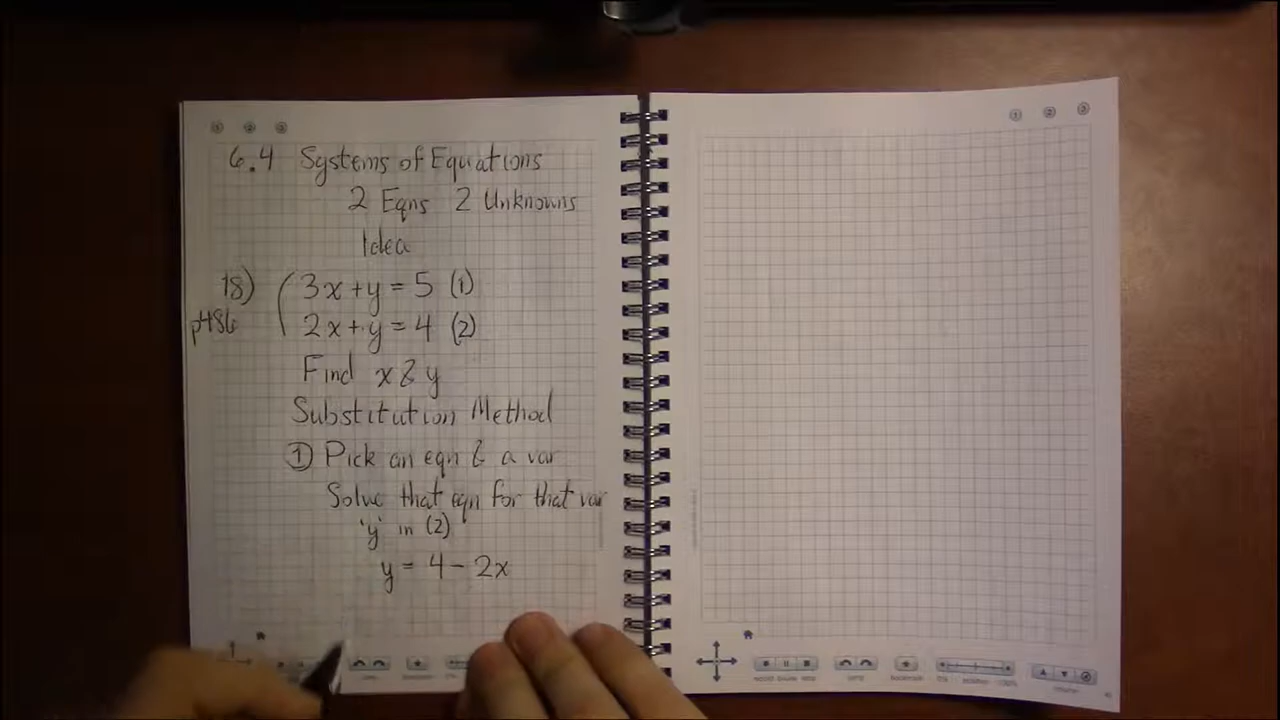 6.4 Systems of Equations
2 Eqns 2 Unknowns
Idea
18) 3x + y = 5 (1)
p486 2x + y = 4 (2)
Find x & y
Substitution Method
① Pick an eqn & a var
Solve that eqn for that var
'y' in (2)
y = 4 - 2x